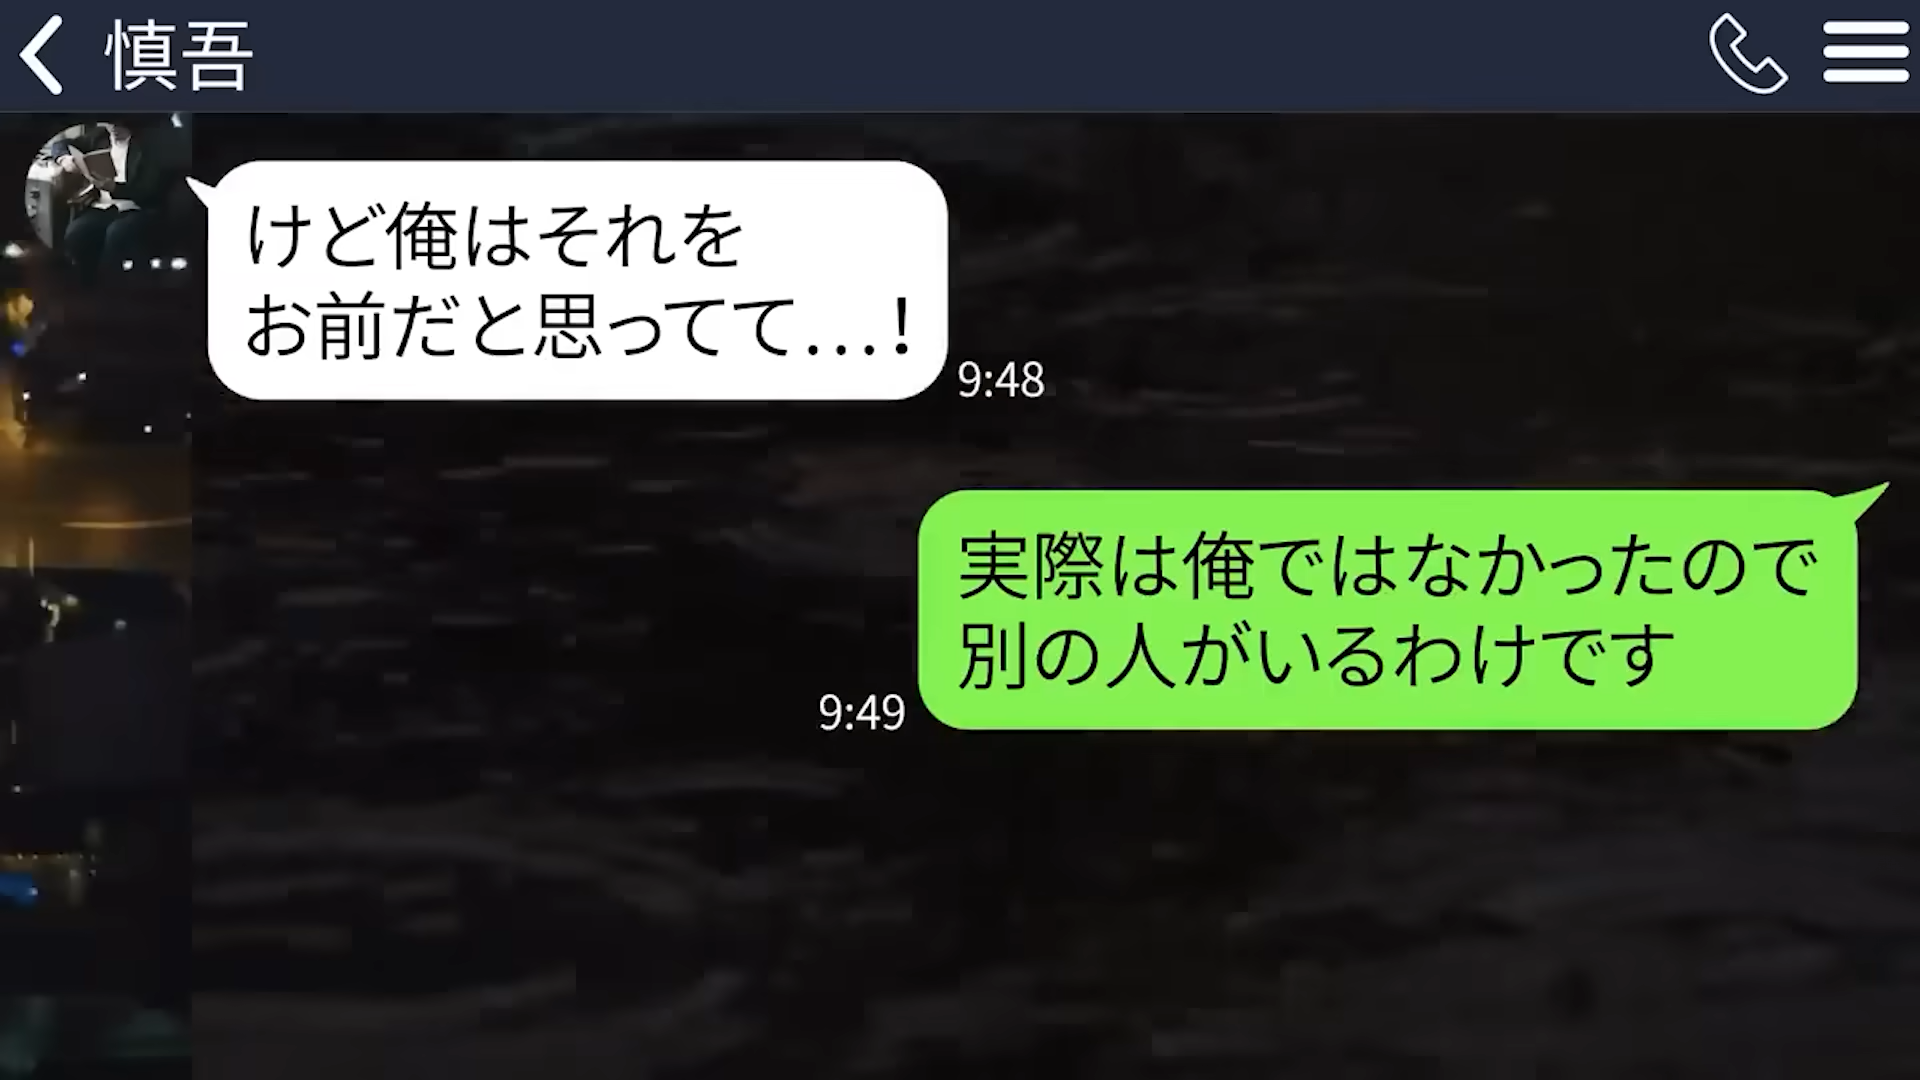 慎吾
けど俺はそれを
お前だと思ってて…！
9:48
実際は俺ではなかったので
別の人がいるわけです
9:49